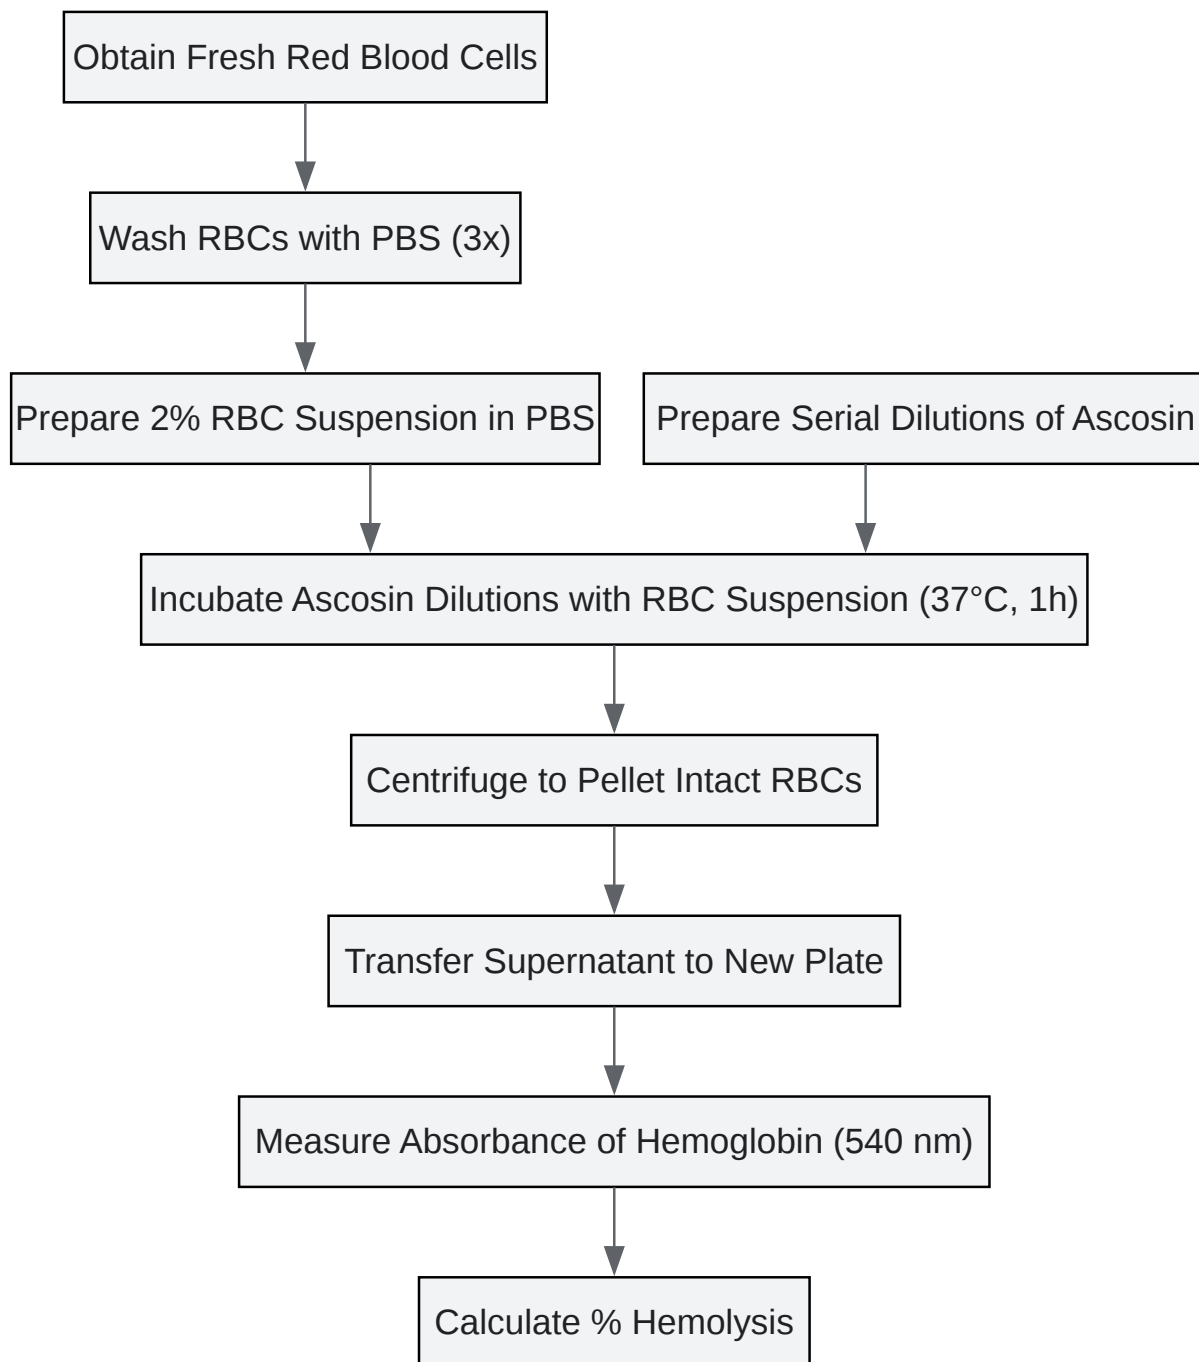 Obtain Fresh Red Blood Cells
Wash RBCs with PBS (3x)
Prepare 2% RBC Suspension in PBS
Prepare Serial Dilutions of Ascosin
Incubate Ascosin Dilutions with RBC Suspension (37°C, 1h)
Centrifuge to Pellet Intact RBCs
Transfer Supernatant to New Plate
Measure Absorbance of Hemoglobin (540 nm)
Calculate % Hemolysis